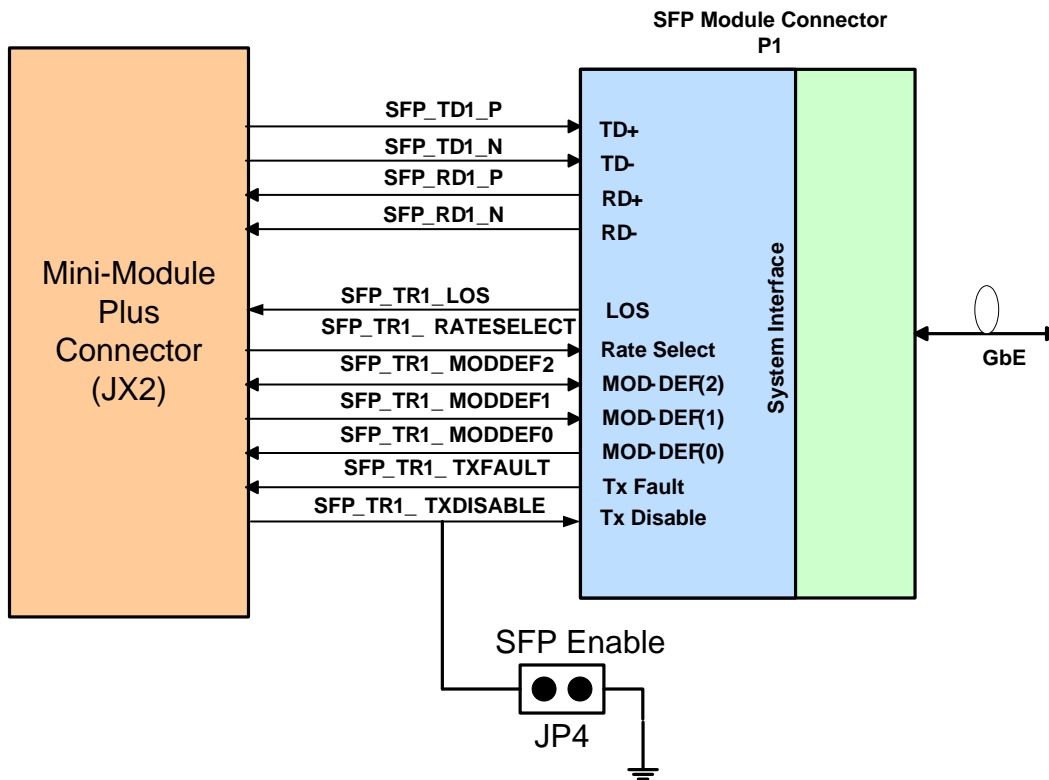 SFP Module Connector
P1
Mini-Module
Plus
Connector
(JX2)
SFP_TD1_P
SFP_TD1_N
SFP_RD1_P
SFP_RD1_N
SFP_TR1_LOS
SFP_TR1_ RATESELECT
SFP_TR1_ MODDEF2
SFP_TR1_ MODDEF1
SFP_TR1_ MODDEF0
SFP_TR1_ TXFAULT
SFP_TR1_ TXDISABLE
TD+
TD-
RD+
RD-
LOS
Rate Select
MOD-DEF(2)
MOD-DEF(1)
MOD-DEF(0)
Tx Fault
Tx Disable
System Interface
GbE
SFP Enable
JP4